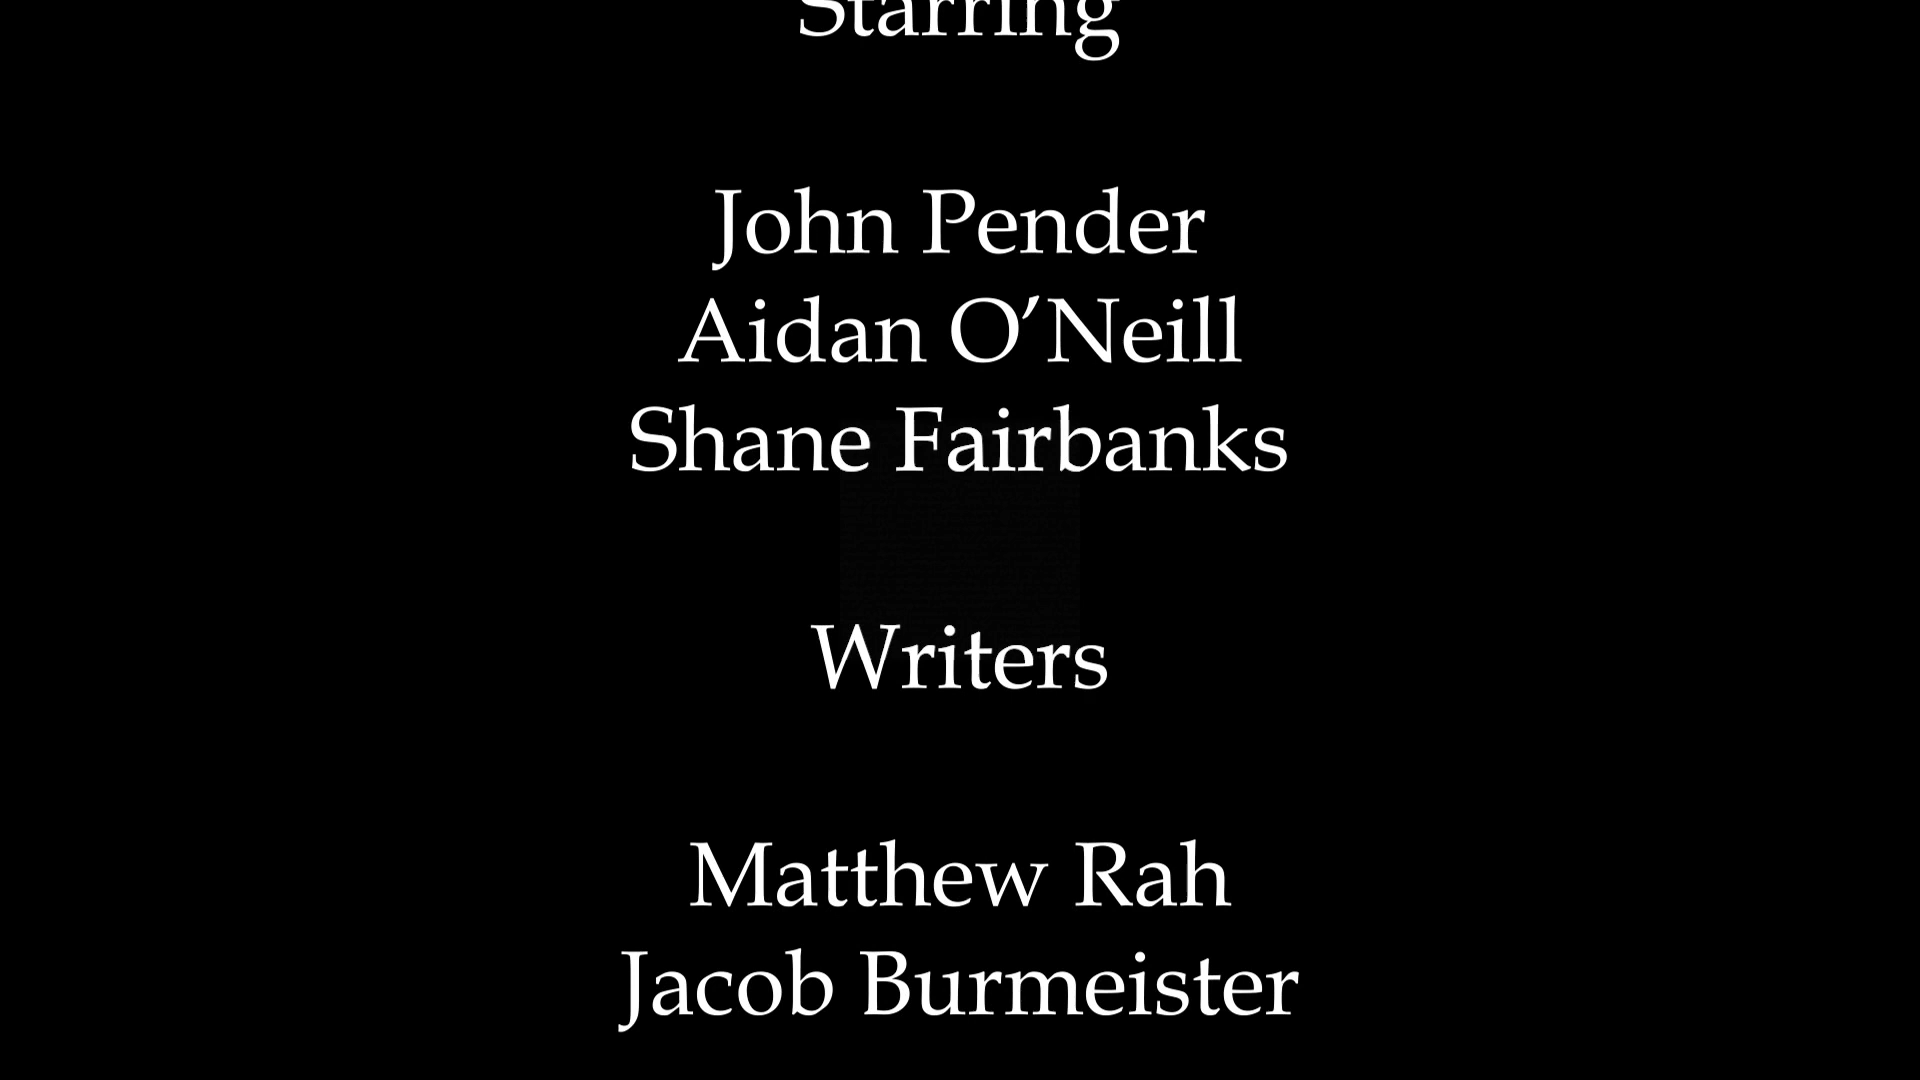 Starring
John Pender
Aidan O’Neill
Shane Fairbanks
Writers
Matthew Rah
Jacob Burmeister